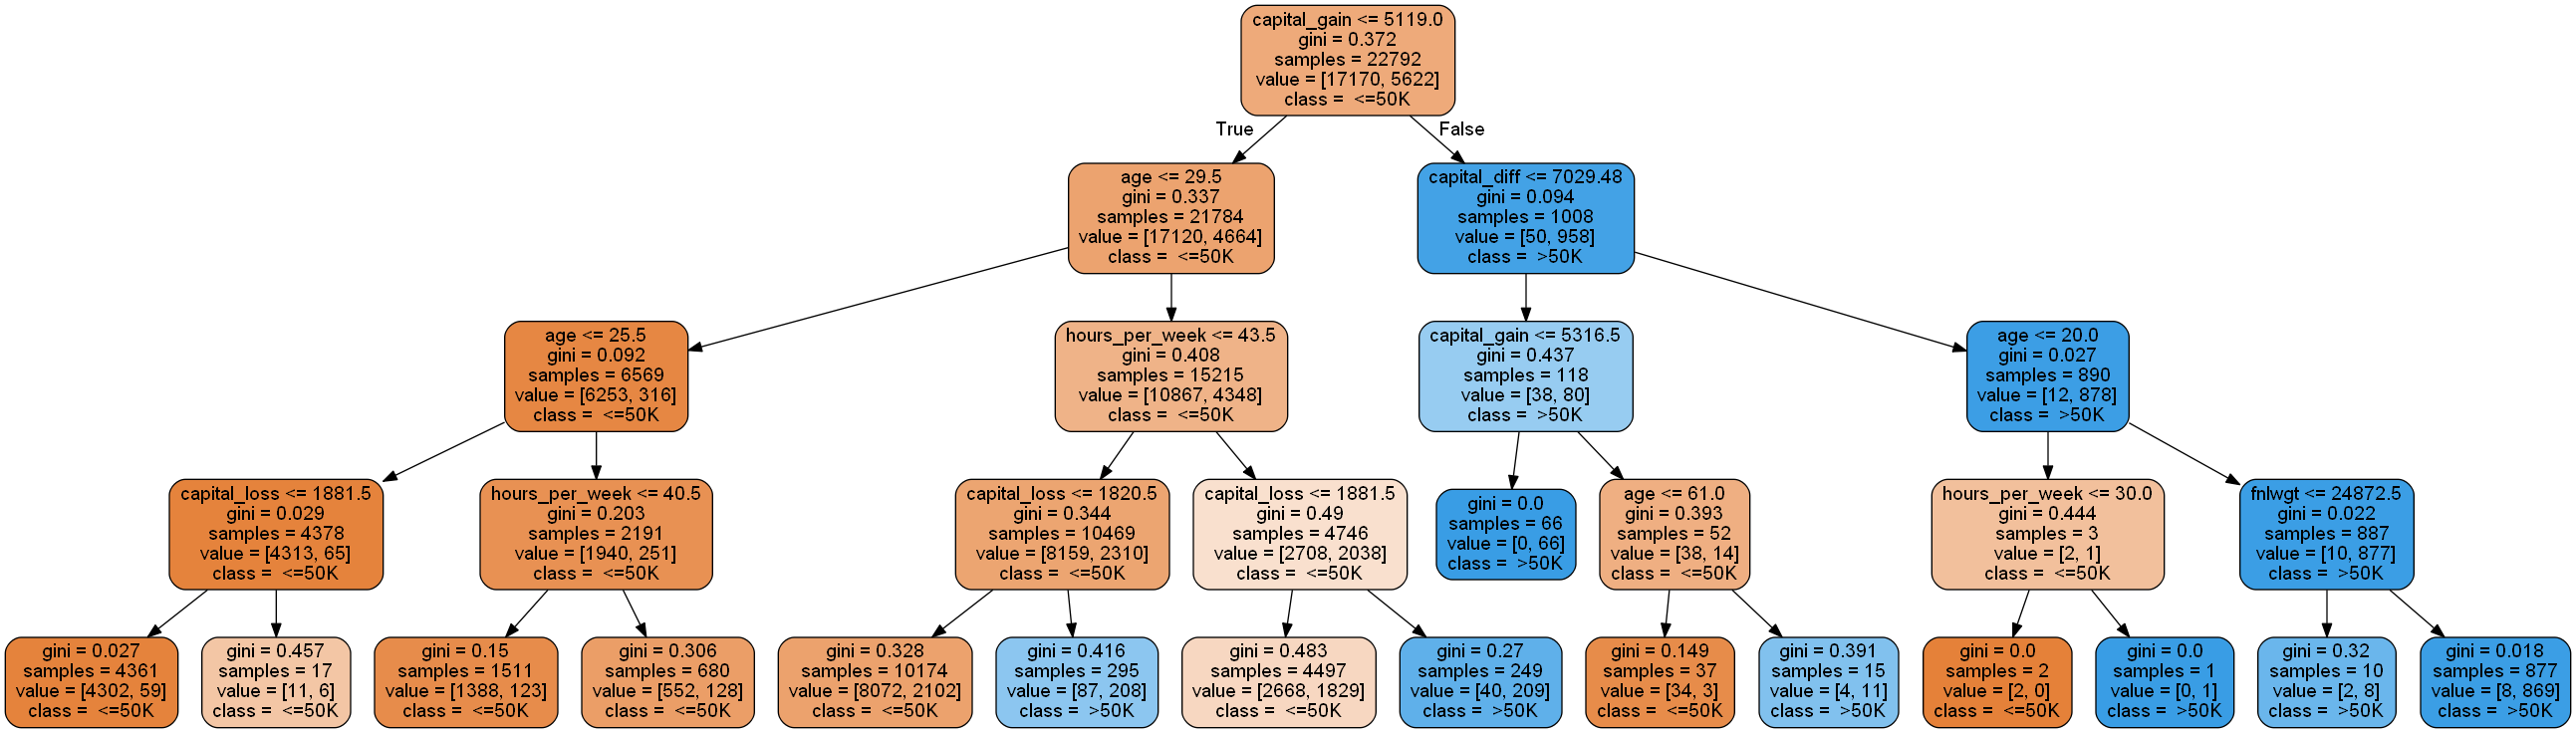 capital_gain <= 5119.0
gini = 0.372
samples = 22792
value = [17170, 5622]
class = <=50K
True
False
age <= 29.5
gini = 0.337
samples = 21784
value = [17120, 4664]
class = <=50K
capital_diff <= 7029.48
gini = 0.094
samples = 1008
value = [50, 958]
class = >50K
age <= 25.5
gini = 0.092
samples = 6569
value = [6253, 316]
class = <=50K
hours_per_week <= 43.5
gini = 0.408
samples = 15215
value = [10867, 4348]
class = <=50K
capital_gain <= 5316.5
gini = 0.437
samples = 118
value = [38, 80]
class = >50K
age <= 20.0
gini = 0.027
samples = 890
value = [12, 878]
class = >50K
capital_loss <= 1881.5
gini = 0.029
samples = 4378
value = [4313, 65]
class = <=50K
hours_per_week <= 40.5
gini = 0.203
samples = 2191
value = [1940, 251]
class = <=50K
capital_loss <= 1820.5
gini = 0.344
samples = 10469
value = [8159, 2310]
class = <=50K
capital_loss <= 1881.5
gini = 0.49
samples = 4746
value = [2708, 2038]
class = <=50K
gini = 0.0
samples = 66
value = [0, 66]
class = >50K
age <= 61.0
gini = 0.393
samples = 52
value = [38, 14]
class = <=50K
hours_per_week <= 30.0
gini = 0.444
samples = 3
value = [2, 1]
class = <=50K
fnlwgt <= 24872.5
gini = 0.022
samples = 887
value = [10, 877]
class = >50K
gini = 0.027
samples = 4361
value = [4302, 59]
class = <=50K
gini = 0.457
samples = 17
value = [11, 6]
class = <=50K
gini = 0.15
samples = 1511
value = [1388, 123]
class = <=50K
gini = 0.306
samples = 680
value = [552, 128]
class = <=50K
gini = 0.328
samples = 10174
value = [8072, 2102]
class = <=50K
gini = 0.416
samples = 295
value = [87, 208]
class = >50K
gini = 0.483
samples = 4497
value = [2668, 1829]
class = <=50K
gini = 0.27
samples = 249
value = [40, 209]
class = >50K
gini = 0.149
samples = 37
value = [34, 3]
class = <=50K
gini = 0.391
samples = 15
value = [4, 11]
class = >50K
gini = 0.0
samples = 2
value = [2, 0]
class = <=50K
gini = 0.0
samples = 1
value = [0, 1]
class = >50K
gini = 0.32
samples = 10
value = [2, 8]
class = >50K
gini = 0.018
samples = 877
value = [8, 869]
class = >50K